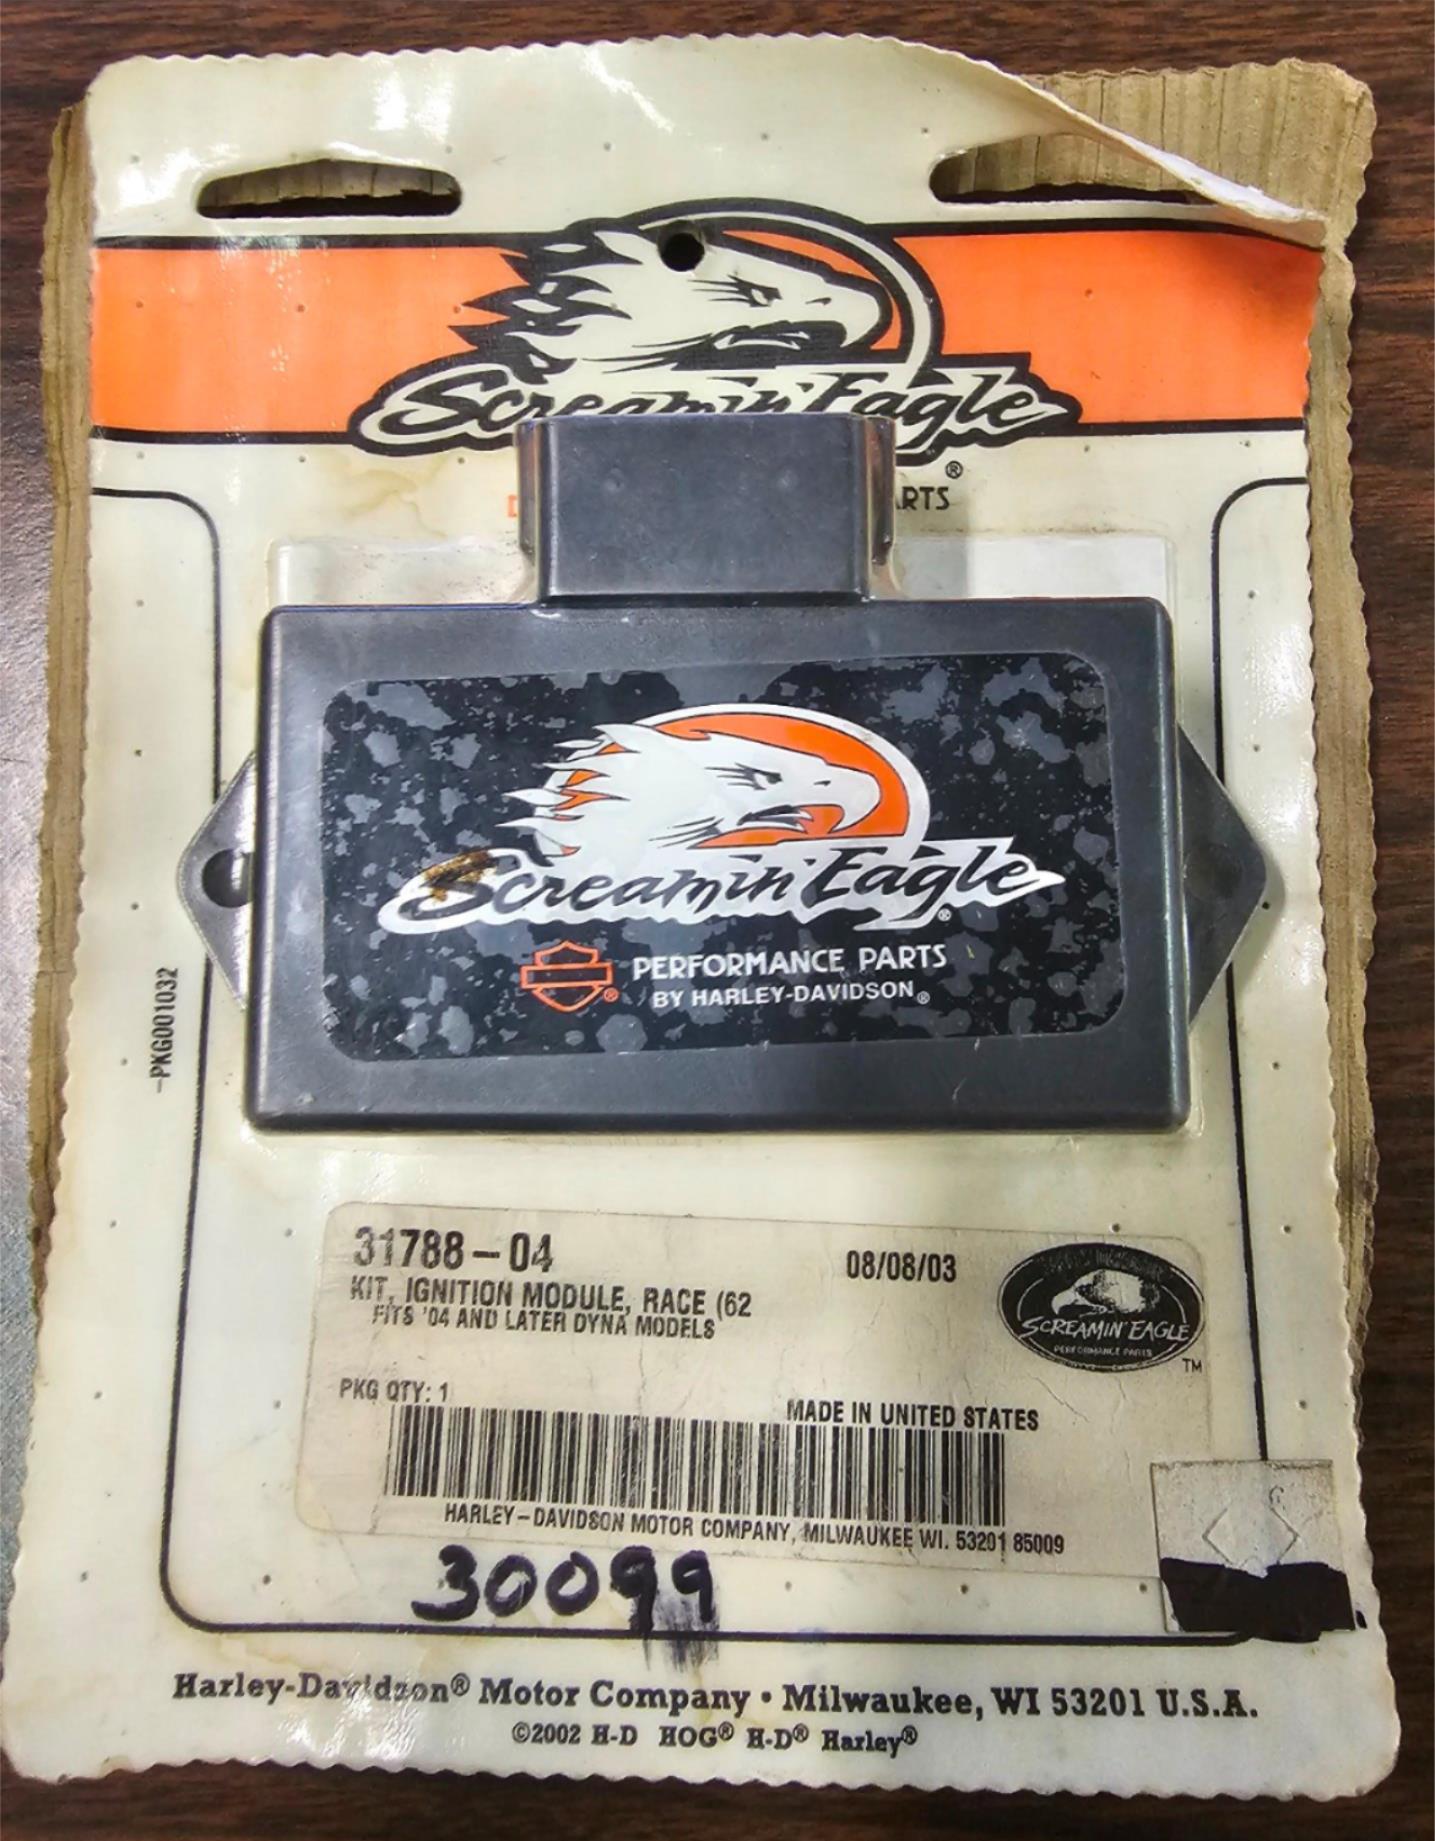 Screamin' Eagle
®
ARTS
Screamin' Eagle
®
PERFORMANCE PARTS
BY HARLEY-DAVIDSON®
®
-PKG001032
31788-04
08/08/03
KIT, IGNITION MODULE, RACE (62
FITS '04 AND LATER DYNA MODELS
SCREAMIN' EAGLE
PERFORMANCE PARTS
TM
PKG QTY: 1
MADE IN UNITED STATES
HARLEY-DAVIDSON MOTOR COMPANY, MILWAUKEE WI. 53201 85009
30099
Harley-Davidson® Motor Company • Milwaukee, WI 53201 U.S.A.
©2002 H-D HOG® H-D® Harley®